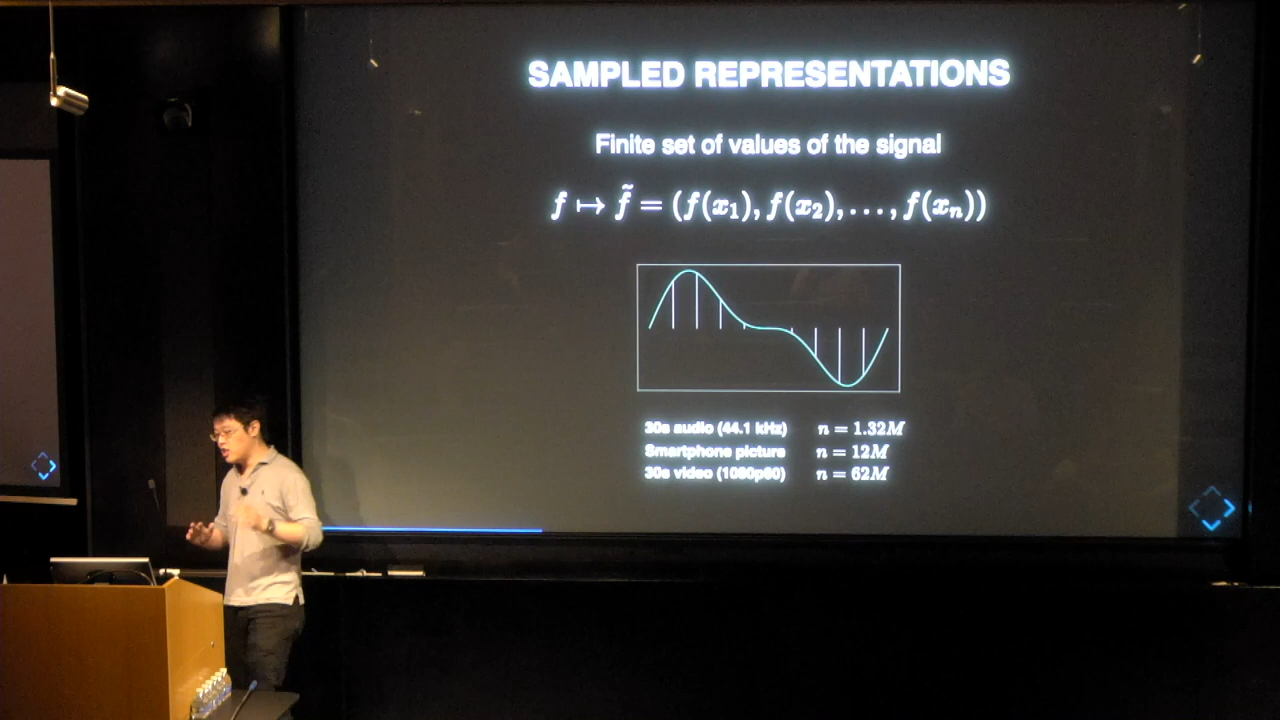 SAMPLED REPRESENTATIONS
Finite set of values of the signal
f ↦ f̃ = (f(x₁), f(x₂), . . . , f(xₙ))
30s audio (44.1 kHz) n = 1.32M
Smartphone picture n = 12M
30s video (1080p60) n = 62M